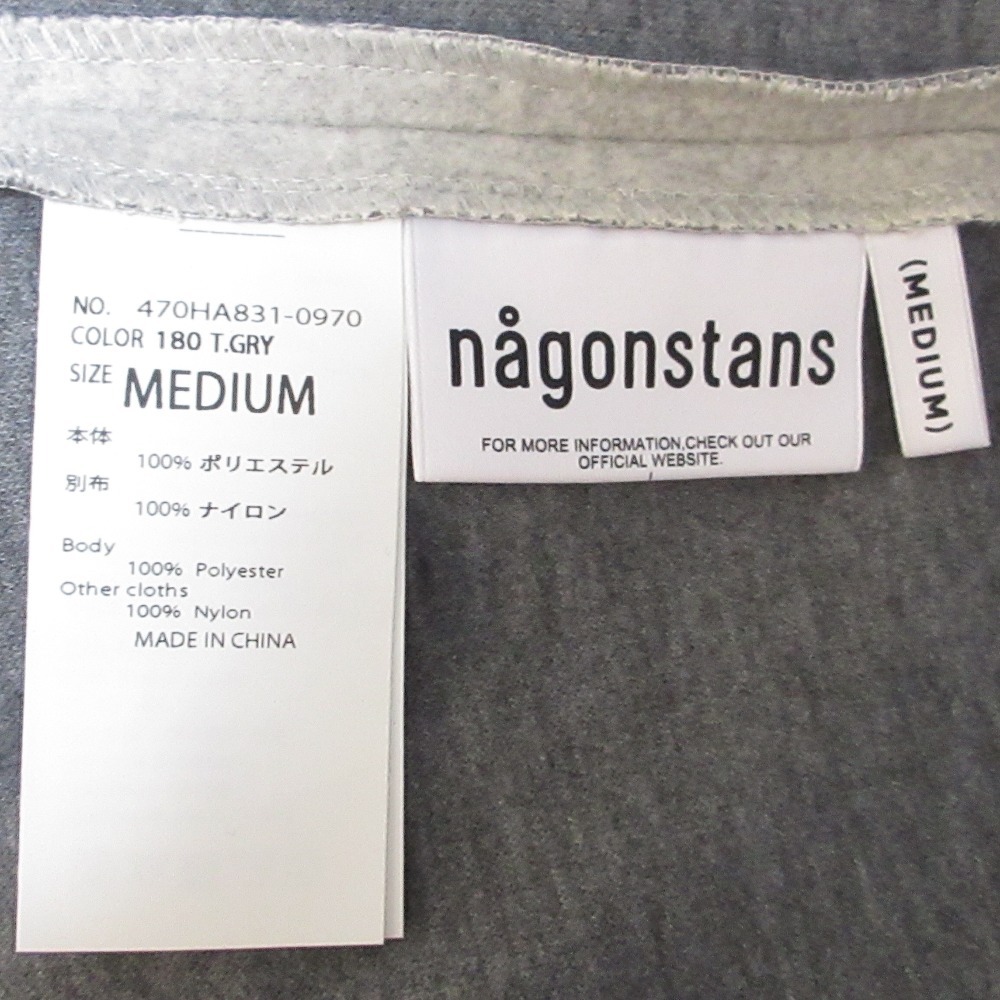 NO. 470HA831-0970
COLOR 180 T.GRY
SIZE MEDIUM
本体
100% ポリエステル
別布
100% ナイロン
Body
100% Polyester
Other cloths
100% Nylon
MADE IN CHINA
någonstans
FOR MORE INFORMATION,CHECK OUT OUR
OFFICIAL WEBSITE.
(MEDIUM)